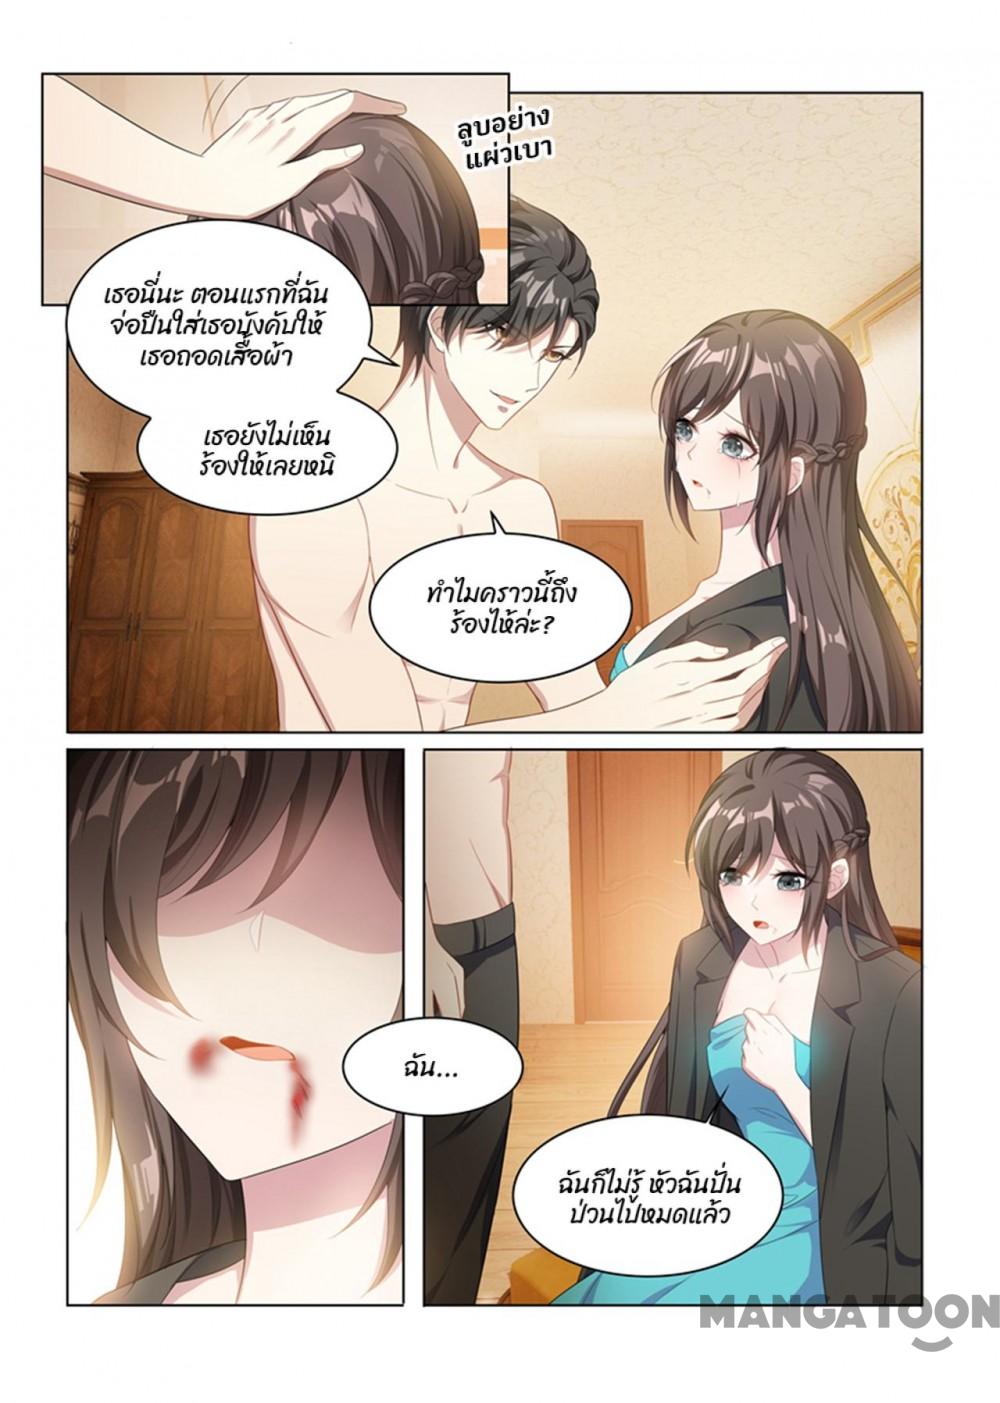 ลูบอย่าง
แผ่วเบา
เธอนี่นะ ตอนแรกที่ฉัน
จ่อปืนใส่เธอบังคับให้
เธอถอดเสื้อผ้า
เธอยังไม่เห็น
ร้องให้เลยหนิ
ทำไมคราวนี้ถึง
ร้องไห้ล่ะ?
ฉัน...
ฉันก็ไม่รู้ หัวฉันปั่น
ป่วนไปหมดแล้ว
MANGATOON